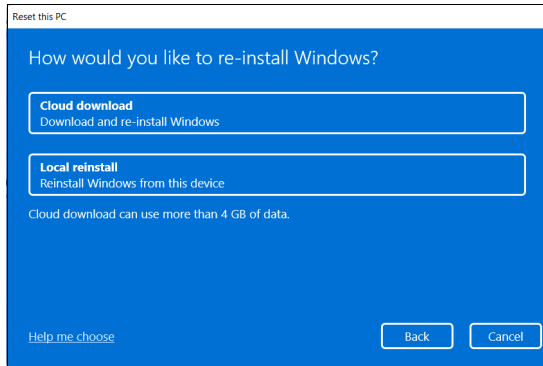 Reset this PC
How would you like to re-install Windows?
Cloud download
Download and re-install Windows
Local reinstall
Reinstall Windows from this device
Cloud download can use more than 4 GB of data.
Help me choose
Back
Cancel